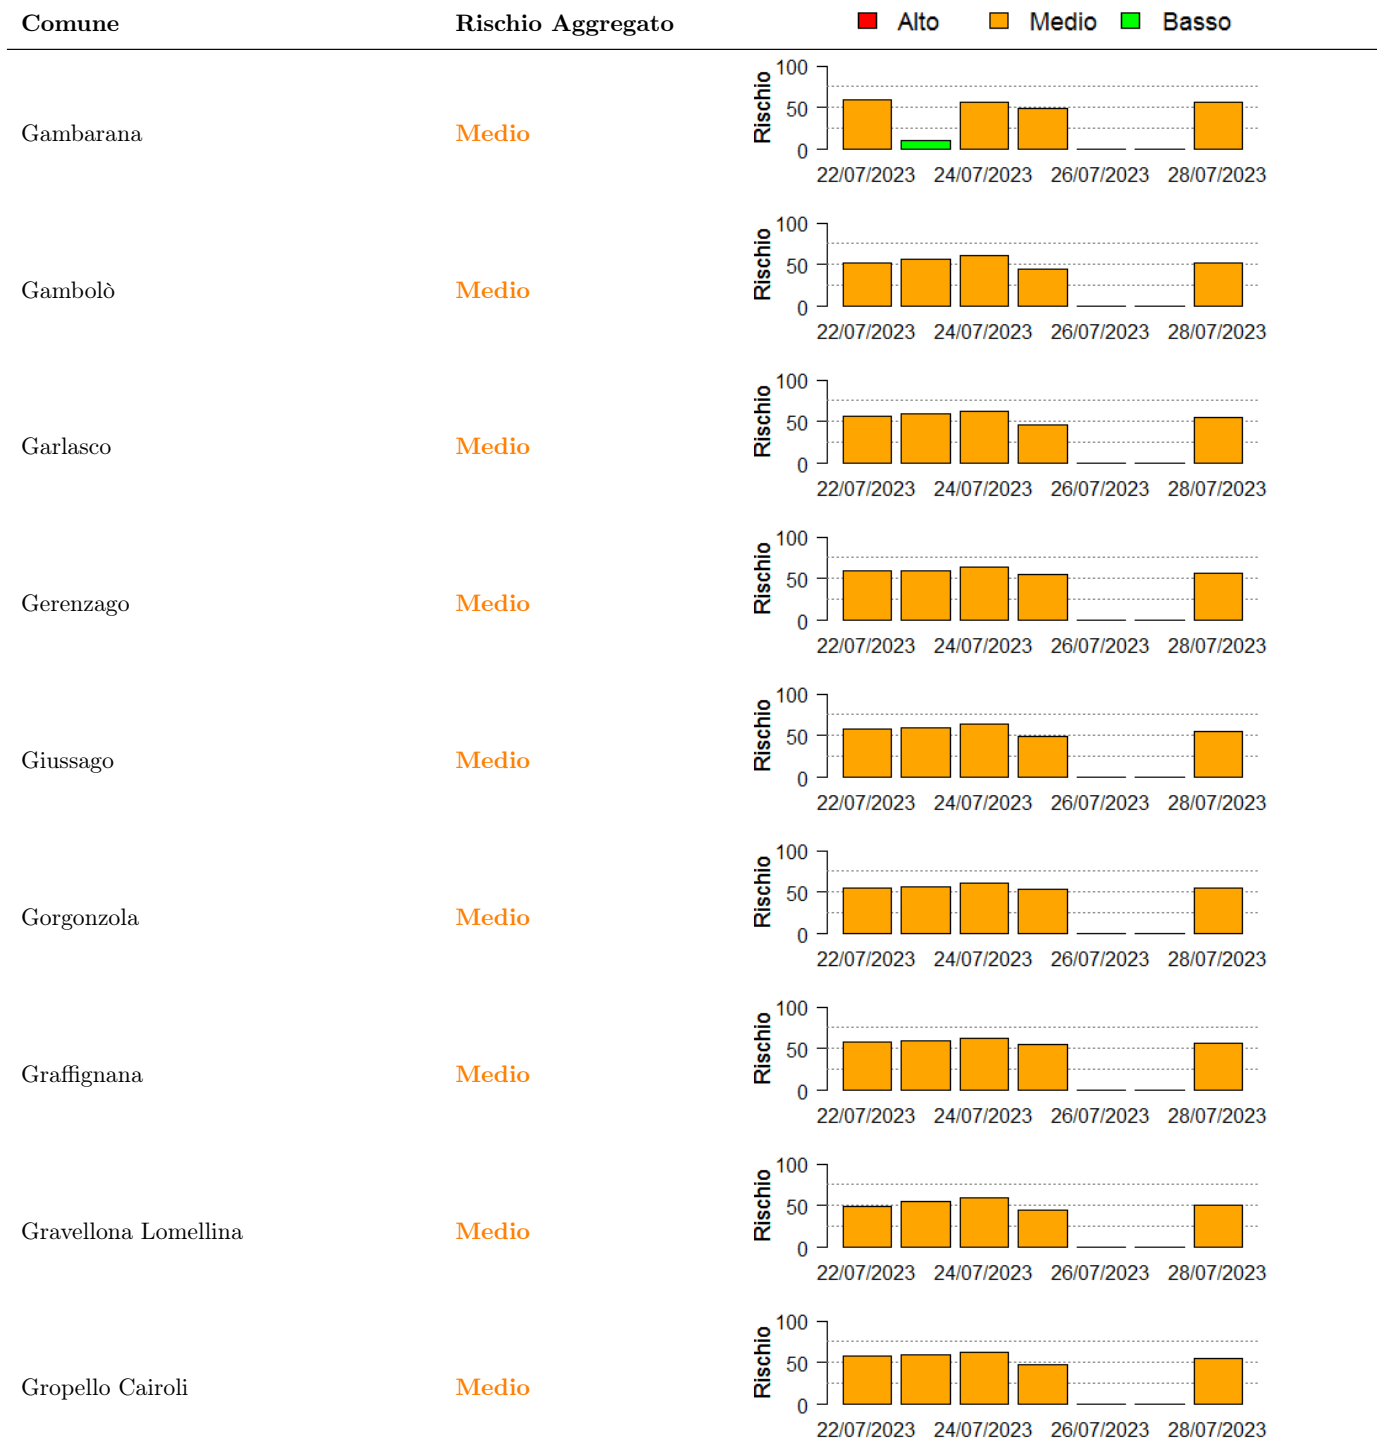 Comune Rischio Aggregato Alto Medio Basso
Gambarana Medio
Rischio
100
50
0
22/07/2023 24/07/2023 26/07/2023 28/07/2023
Gambolò Medio
Rischio
100
50
0
22/07/2023 24/07/2023 26/07/2023 28/07/2023
Garlasco Medio
Rischio
100
50
0
22/07/2023 24/07/2023 26/07/2023 28/07/2023
Gerenzago Medio
Rischio
100
50
0
22/07/2023 24/07/2023 26/07/2023 28/07/2023
Giussago Medio
Rischio
100
50
0
22/07/2023 24/07/2023 26/07/2023 28/07/2023
Gorgonzola Medio
Rischio
100
50
0
22/07/2023 24/07/2023 26/07/2023 28/07/2023
Graffignana Medio
Rischio
100
50
0
22/07/2023 24/07/2023 26/07/2023 28/07/2023
Gravellona Lomellina Medio
Rischio
100
50
0
22/07/2023 24/07/2023 26/07/2023 28/07/2023
Gropello Cairoli Medio
Rischio
100
50
0
22/07/2023 24/07/2023 26/07/2023 28/07/2023